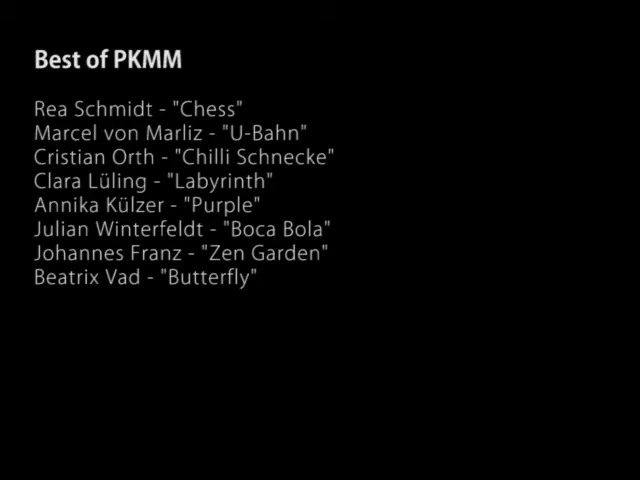 Best of PKMM
Rea Schmidt - "Chess"
Marcel von Marliz - "U-Bahn"
Cristian Orth - "Chilli Schnecke"
Clara Lüling - "Labyrinth"
Annika Külzer - "Purple"
Julian Winterfeldt - "Boca Bola"
Johannes Franz - "Zen Garden"
Beatrix Vad - "Butterfly"